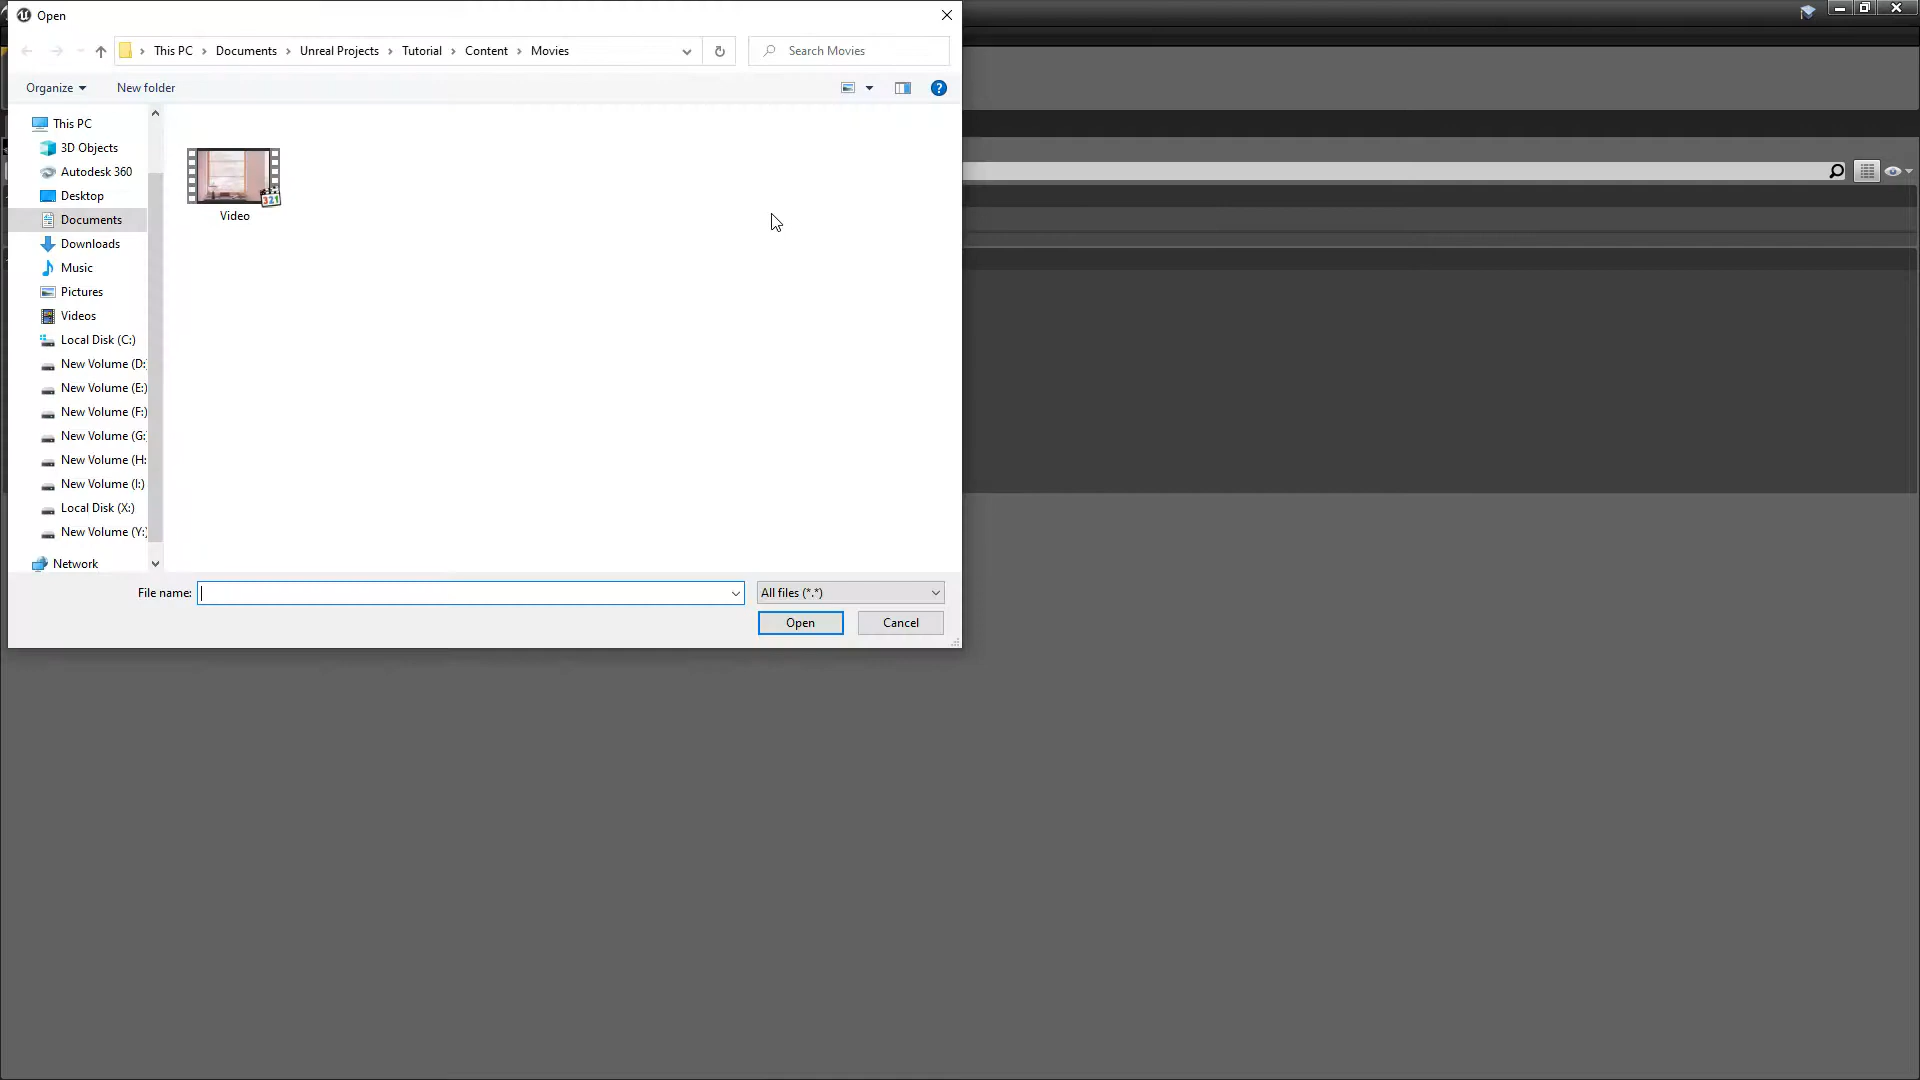 Open
This PC Documents Unreal Projects Tutorial Content Movies
Search Movies
Organize
New folder
This PC
3D Objects
Autodesk 360
Desktop
Documents
Downloads
Music
Pictures
Videos
Local Disk (C:)
New Volume (D:
New Volume (E:)
New Volume (F:)
New Volume (G:
New Volume (H:
New Volume (I:)
Local Disk (X:)
New Volume (Y:)
Network
321
Video
File name:
All files (*.*)
Open
Cancel